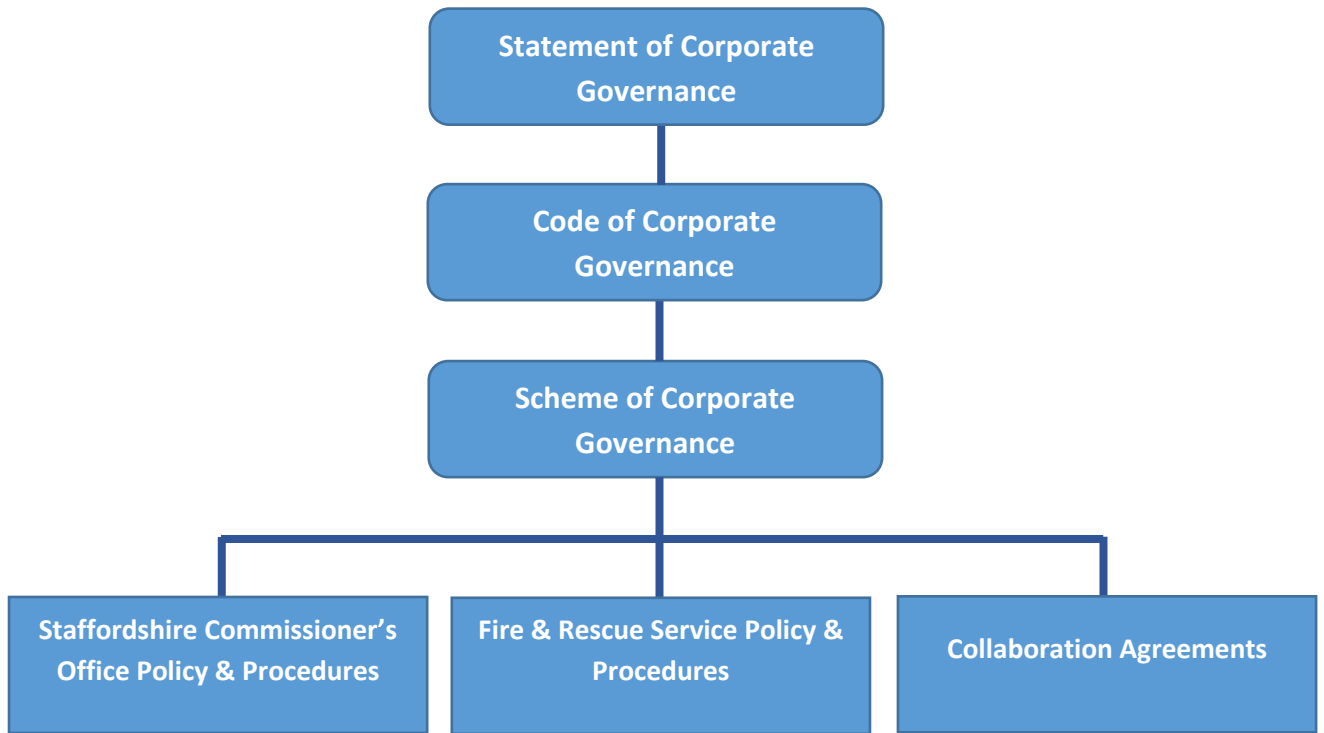 Statement of Corporate
Governance
Code of Corporate
Governance
Scheme of Corporate
Governance
Staffordshire Commissioner’s
Office Policy & Procedures
Fire & Rescue Service Policy &
Procedures
Collaboration Agreements